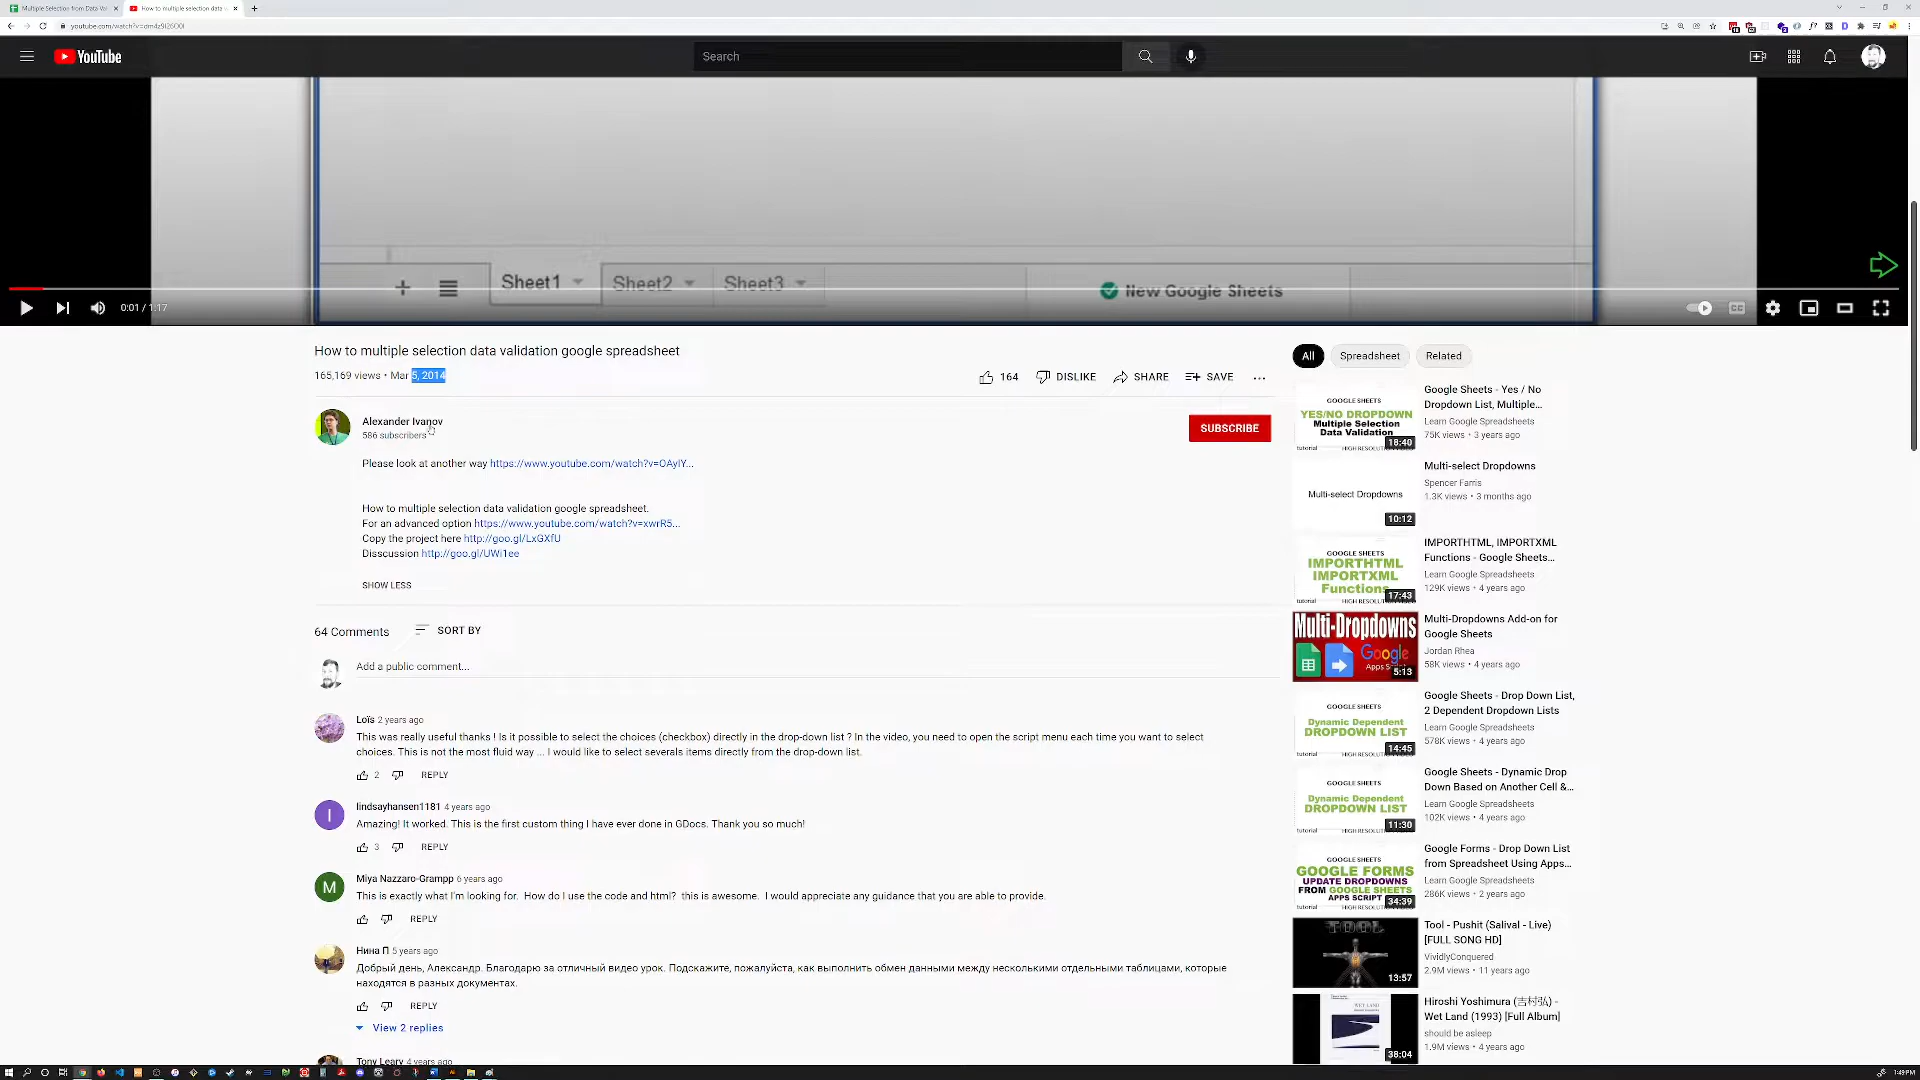 Multiple Selection from Data Va
How to multiple selection data v
youtube.com/watch?v=dm4z9l26O0I
YouTube
Search
Sheet1
Sheet2
Sheet3
New Google Sheets
0:01 / 1:17
How to multiple selection data validation google spreadsheet
165,169 views • Mar 5, 2014
164
DISLIKE
SHARE
SAVE
Alexander Ivanov
586 subscribers
SUBSCRIBE
Please look at another way https://www.youtube.com/watch?v=OAyIY...
How to multiple selection data validation google spreadsheet.
For an advanced option https://www.youtube.com/watch?v=xwrR5...
Copy the project here http://goo.gl/LxGXfU
Disscussion http://goo.gl/UWi1ee
SHOW LESS
64 Comments
SORT BY
Add a public comment...
Loïs 2 years ago
This was really useful thanks ! Is it possible to select the choices (checkbox) directly in the drop-down list ? In the video, you need to open the script menu each time you want to select
choices. This is not the most fluid way ... I would like to select severals items directly from the drop-down list.
2
REPLY
lindsayhansen1181 4 years ago
Amazing! It worked. This is the first custom thing I have ever done in GDocs. Thank you so much!
3
REPLY
Miya Nazzaro-Grampp 6 years ago
This is exactly what I'm looking for. How do I use the code and html? this is awesome. I would appreciate any guidance that you are able to provide.
REPLY
Нина П 5 years ago
Добрый день, Александр. Благодарю за отличный видео урок. Подскажите, пожалуйста, как выполнить обмен данными между несколькими отдельными таблицами, которые
находятся в разных документах.
REPLY
View 2 replies
Tony Leary 4 years ago
All
Spreadsheet
Related
GOOGLE SHEETS
YES/NO DROPDOWN
Multiple Selection
Data Validation
18:40
tutorial
Google Sheets - Yes / No
Dropdown List, Multiple...
Learn Google Spreadsheets
75K views • 3 years ago
Multi-select Dropdowns
10:12
Multi-select Dropdowns
Spencer Farris
1.3K views • 3 months ago
GOOGLE SHEETS
IMPORTHTML
IMPORTXML
Functions
17:43
tutorial
HIGH RESOLUTION VIDEO
IMPORTHTML, IMPORTXML
Functions - Google Sheets...
Learn Google Spreadsheets
129K views • 4 years ago
Multi-Dropdowns
Google
Apps Script
5:13
Multi-Dropdowns Add-on for
Google Sheets
Jordan Rhea
58K views • 4 years ago
GOOGLE SHEETS
Dynamic Dependent
DROPDOWN LIST
14:45
tutorial
Google Sheets - Drop Down List,
2 Dependent Dropdown Lists
Learn Google Spreadsheets
578K views • 4 years ago
GOOGLE SHEETS
Dynamic Dependent
DROPDOWN LIST
11:30
tutorial
Google Sheets - Dynamic Drop
Down Based on Another Cell &...
Learn Google Spreadsheets
102K views • 4 years ago
GOOGLE SHEETS
GOOGLE FORMS
UPDATE DROPDOWNS
FROM GOOGLE SHEETS
APPS SCRIPT
34:39
tutorial
Google Forms - Drop Down List
from Spreadsheet Using Apps...
Learn Google Spreadsheets
286K views • 2 years ago
TOOL
13:57
Tool - Pushit (Salival - Live)
[FULL SONG HD]
VividlyConquered
2.9M views • 11 years ago
WET LAND
38:04
Hiroshi Yoshimura (吉村弘) -
Wet Land (1993) [Full Album]
should be asleep
1.9M views • 4 years ago
1:49 PM